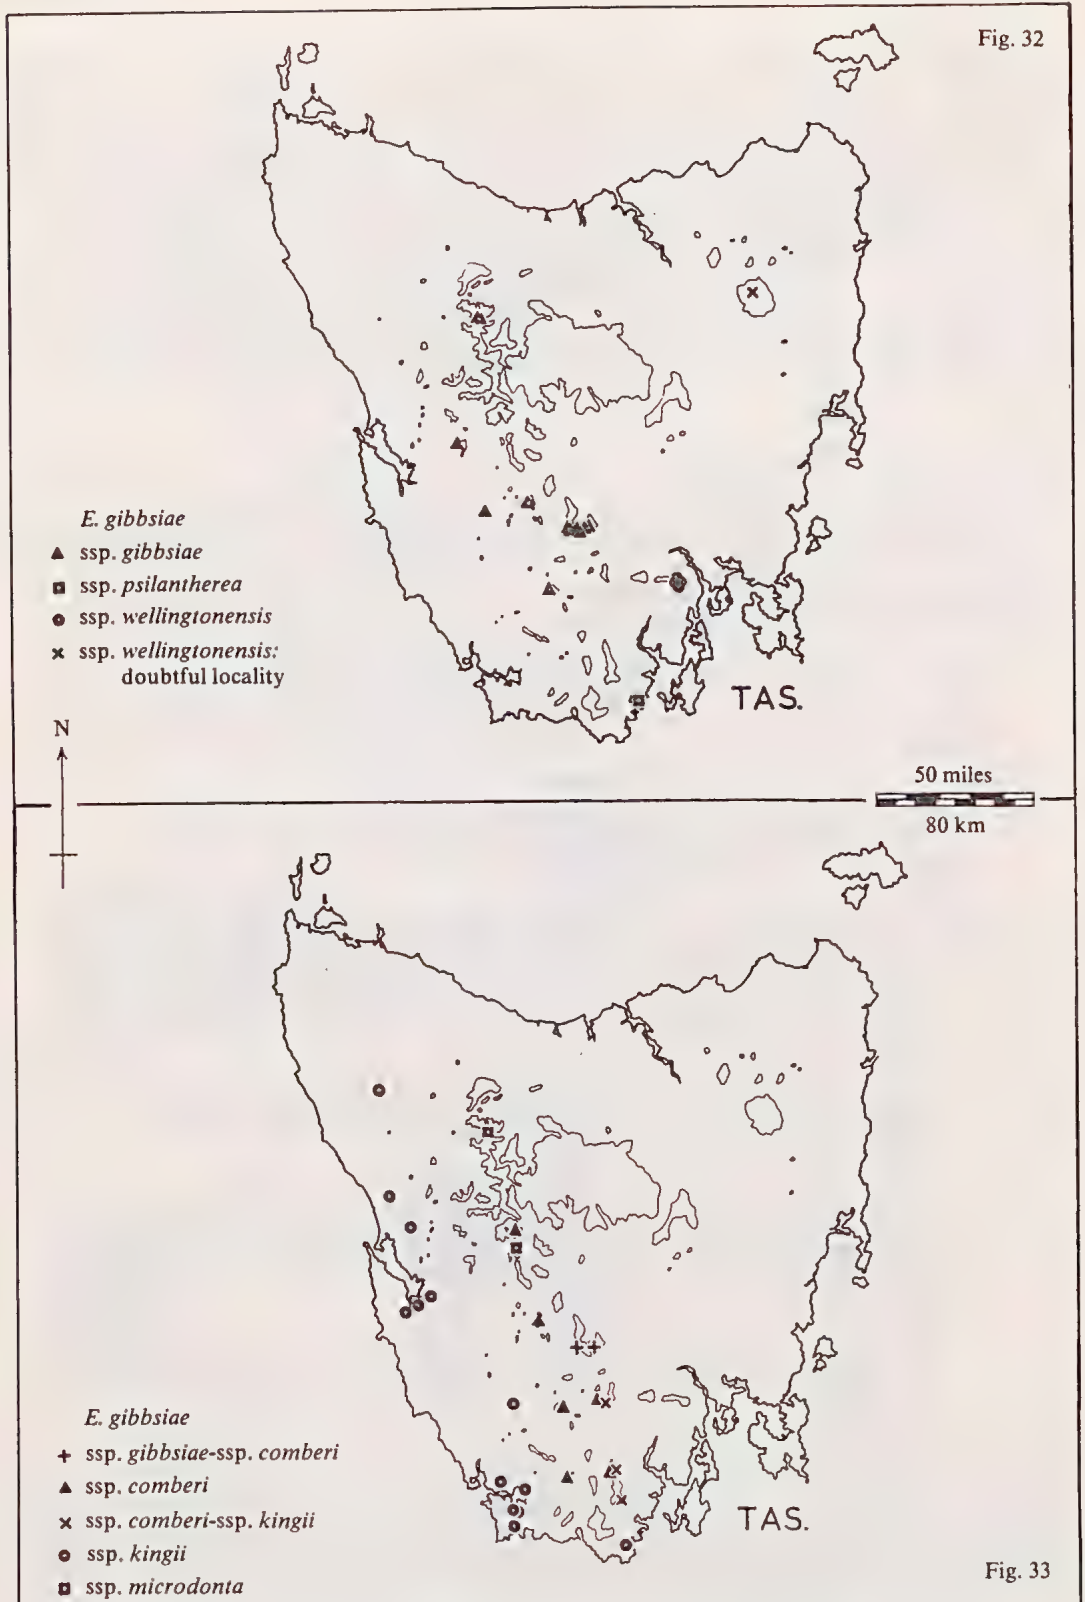 Fig. 32
E. gibbsiae
ssp. gibbsiae
ssp. psilantherea
ssp. wellingtonensis
ssp. wellingtonensis:
doubtful locality
TAS.
N
50 miles
80 km
E. gibbsiae
ssp. gibbsiae-ssp. comberi
ssp. comberi
ssp. comberi-ssp. kingii
ssp. kingii
ssp. microdonta
TAS.
Fig. 33